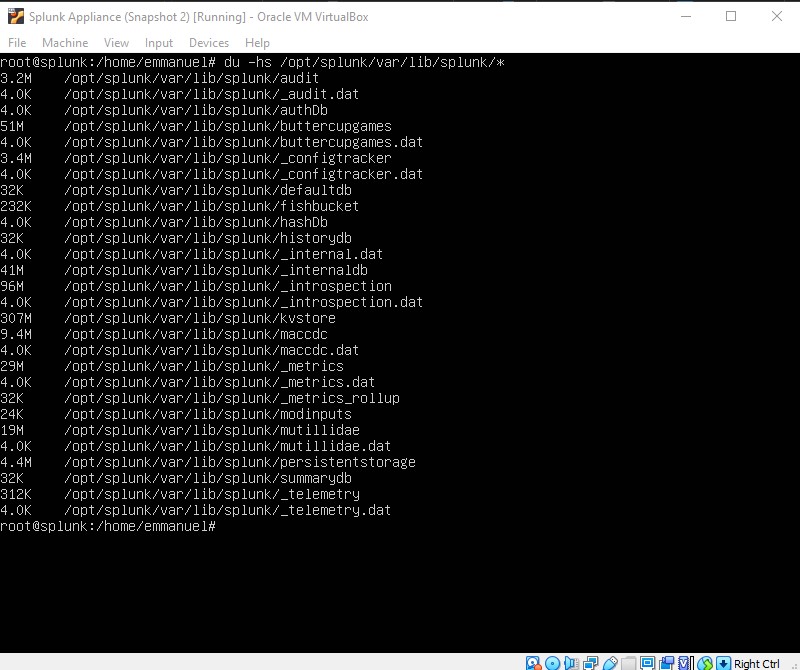 Splunk Appliance (Snapshot 2) [Running] - Oracle VM VirtualBox
File Machine View Input Devices Help
root@splunk:/home/emmanuel# du -hs /opt/splunk/var/lib/splunk/*
3.2M /opt/splunk/var/lib/splunk/audit
4.0K /opt/splunk/var/lib/splunk/_audit.dat
4.0K /opt/splunk/var/lib/splunk/authDb
51M /opt/splunk/var/lib/splunk/buttercupgames
4.0K /opt/splunk/var/lib/splunk/buttercupgames.dat
3.4M /opt/splunk/var/lib/splunk/_configtracker
4.0K /opt/splunk/var/lib/splunk/_configtracker.dat
32K /opt/splunk/var/lib/splunk/defaultdb
232K /opt/splunk/var/lib/splunk/fishbucket
4.0K /opt/splunk/var/lib/splunk/hashDb
32K /opt/splunk/var/lib/splunk/historydb
4.0K /opt/splunk/var/lib/splunk/_internal.dat
41M /opt/splunk/var/lib/splunk/_internaldb
96M /opt/splunk/var/lib/splunk/_introspection
4.0K /opt/splunk/var/lib/splunk/_introspection.dat
307M /opt/splunk/var/lib/splunk/kvstore
9.4M /opt/splunk/var/lib/splunk/maccdc
4.0K /opt/splunk/var/lib/splunk/maccdc.dat
29M /opt/splunk/var/lib/splunk/_metrics
4.0K /opt/splunk/var/lib/splunk/_metrics.dat
32K /opt/splunk/var/lib/splunk/_metrics_rollup
24K /opt/splunk/var/lib/splunk/modinputs
19M /opt/splunk/var/lib/splunk/mutillidae
4.0K /opt/splunk/var/lib/splunk/mutillidae.dat
4.4M /opt/splunk/var/lib/splunk/persistentstorage
32K /opt/splunk/var/lib/splunk/summarydb
312K /opt/splunk/var/lib/splunk/_telemetry
4.0K /opt/splunk/var/lib/splunk/_telemetry.dat
root@splunk:/home/emmanuel#
Right Ctrl